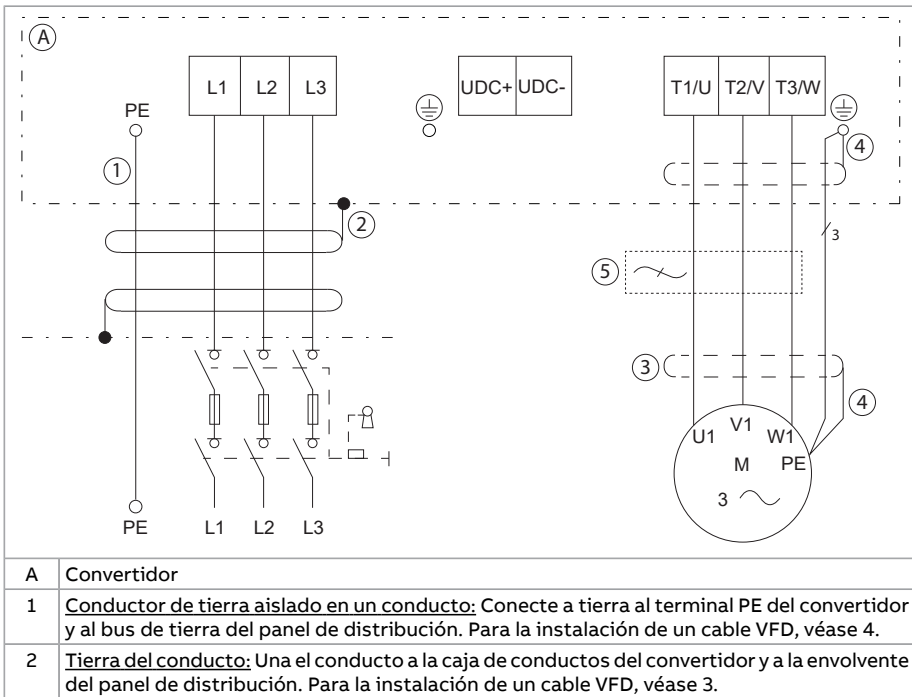 A
L1 L2 L3 UDC+ UDC- T1/U T2/V T3/W
PE
1
4
2
3
5
3
4
U1 V1 W1
M PE
3
PE L1 L2 L3
A Convertidor
1 Conductor de tierra aislado en un conducto: Conecte a tierra al terminal PE del convertidor
y al bus de tierra del panel de distribución. Para la instalación de un cable VFD, véase 4.
2 Tierra del conducto: Una el conducto a la caja de conductos del convertidor y a la envolvente
del panel de distribución. Para la instalación de un cable VFD, véase 3.